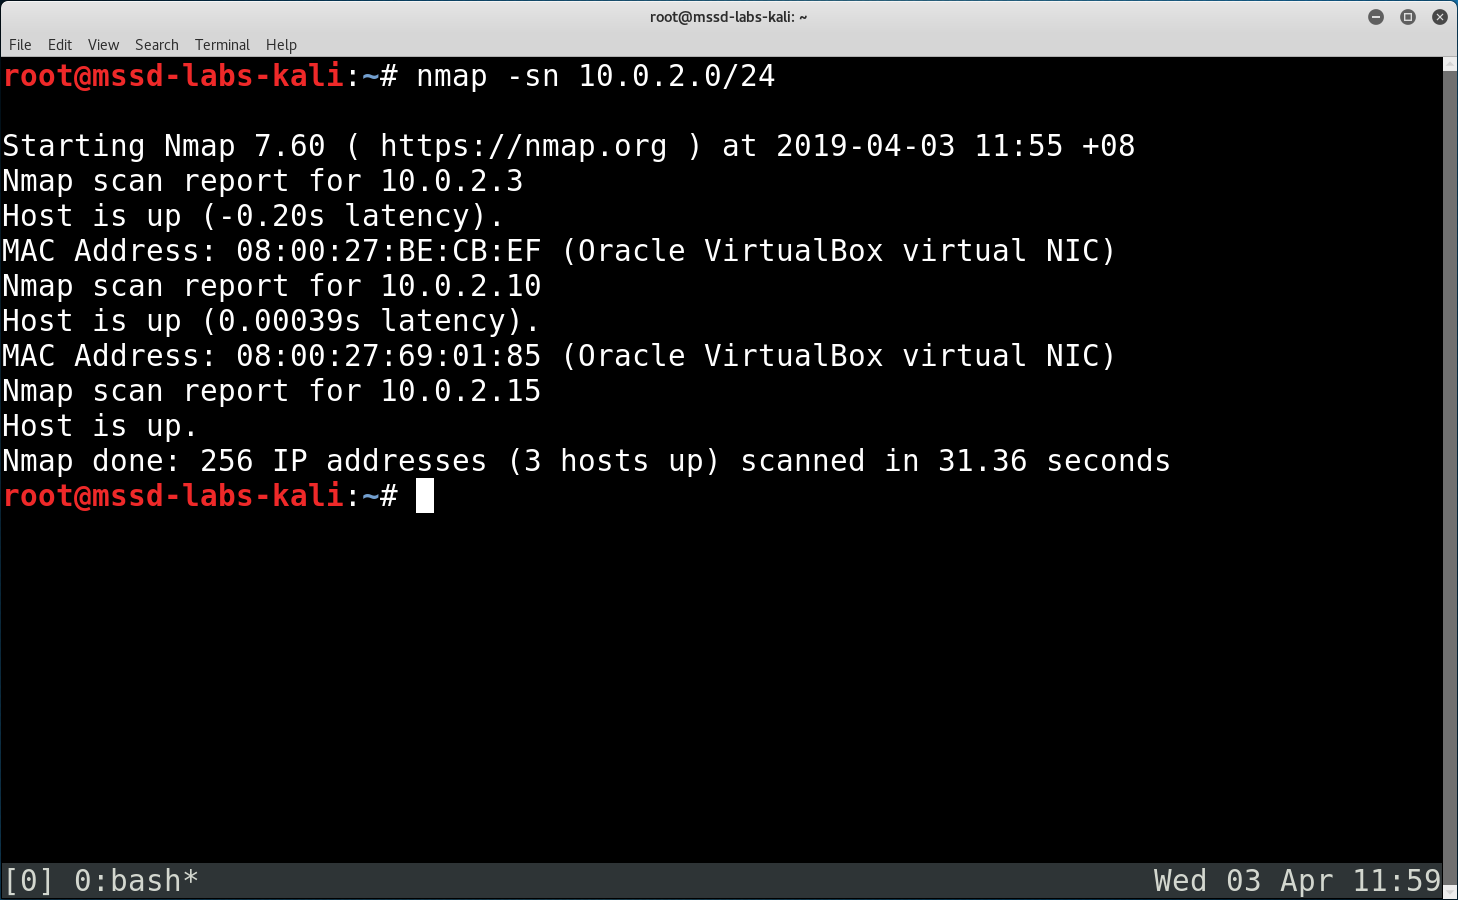 root@mssd-labs-kali: ~
File Edit View Search Terminal Help
root@mssd-labs-kali:~# nmap -sn 10.0.2.0/24
Starting Nmap 7.60 ( https://nmap.org ) at 2019-04-03 11:55 +08
Nmap scan report for 10.0.2.3
Host is up (-0.20s latency).
MAC Address: 08:00:27:BE:CB:EF (Oracle VirtualBox virtual NIC)
Nmap scan report for 10.0.2.10
Host is up (0.00039s latency).
MAC Address: 08:00:27:69:01:85 (Oracle VirtualBox virtual NIC)
Nmap scan report for 10.0.2.15
Host is up.
Nmap done: 256 IP addresses (3 hosts up) scanned in 31.36 seconds
root@mssd-labs-kali:~#
[0] 0:bash* Wed 03 Apr 11:59